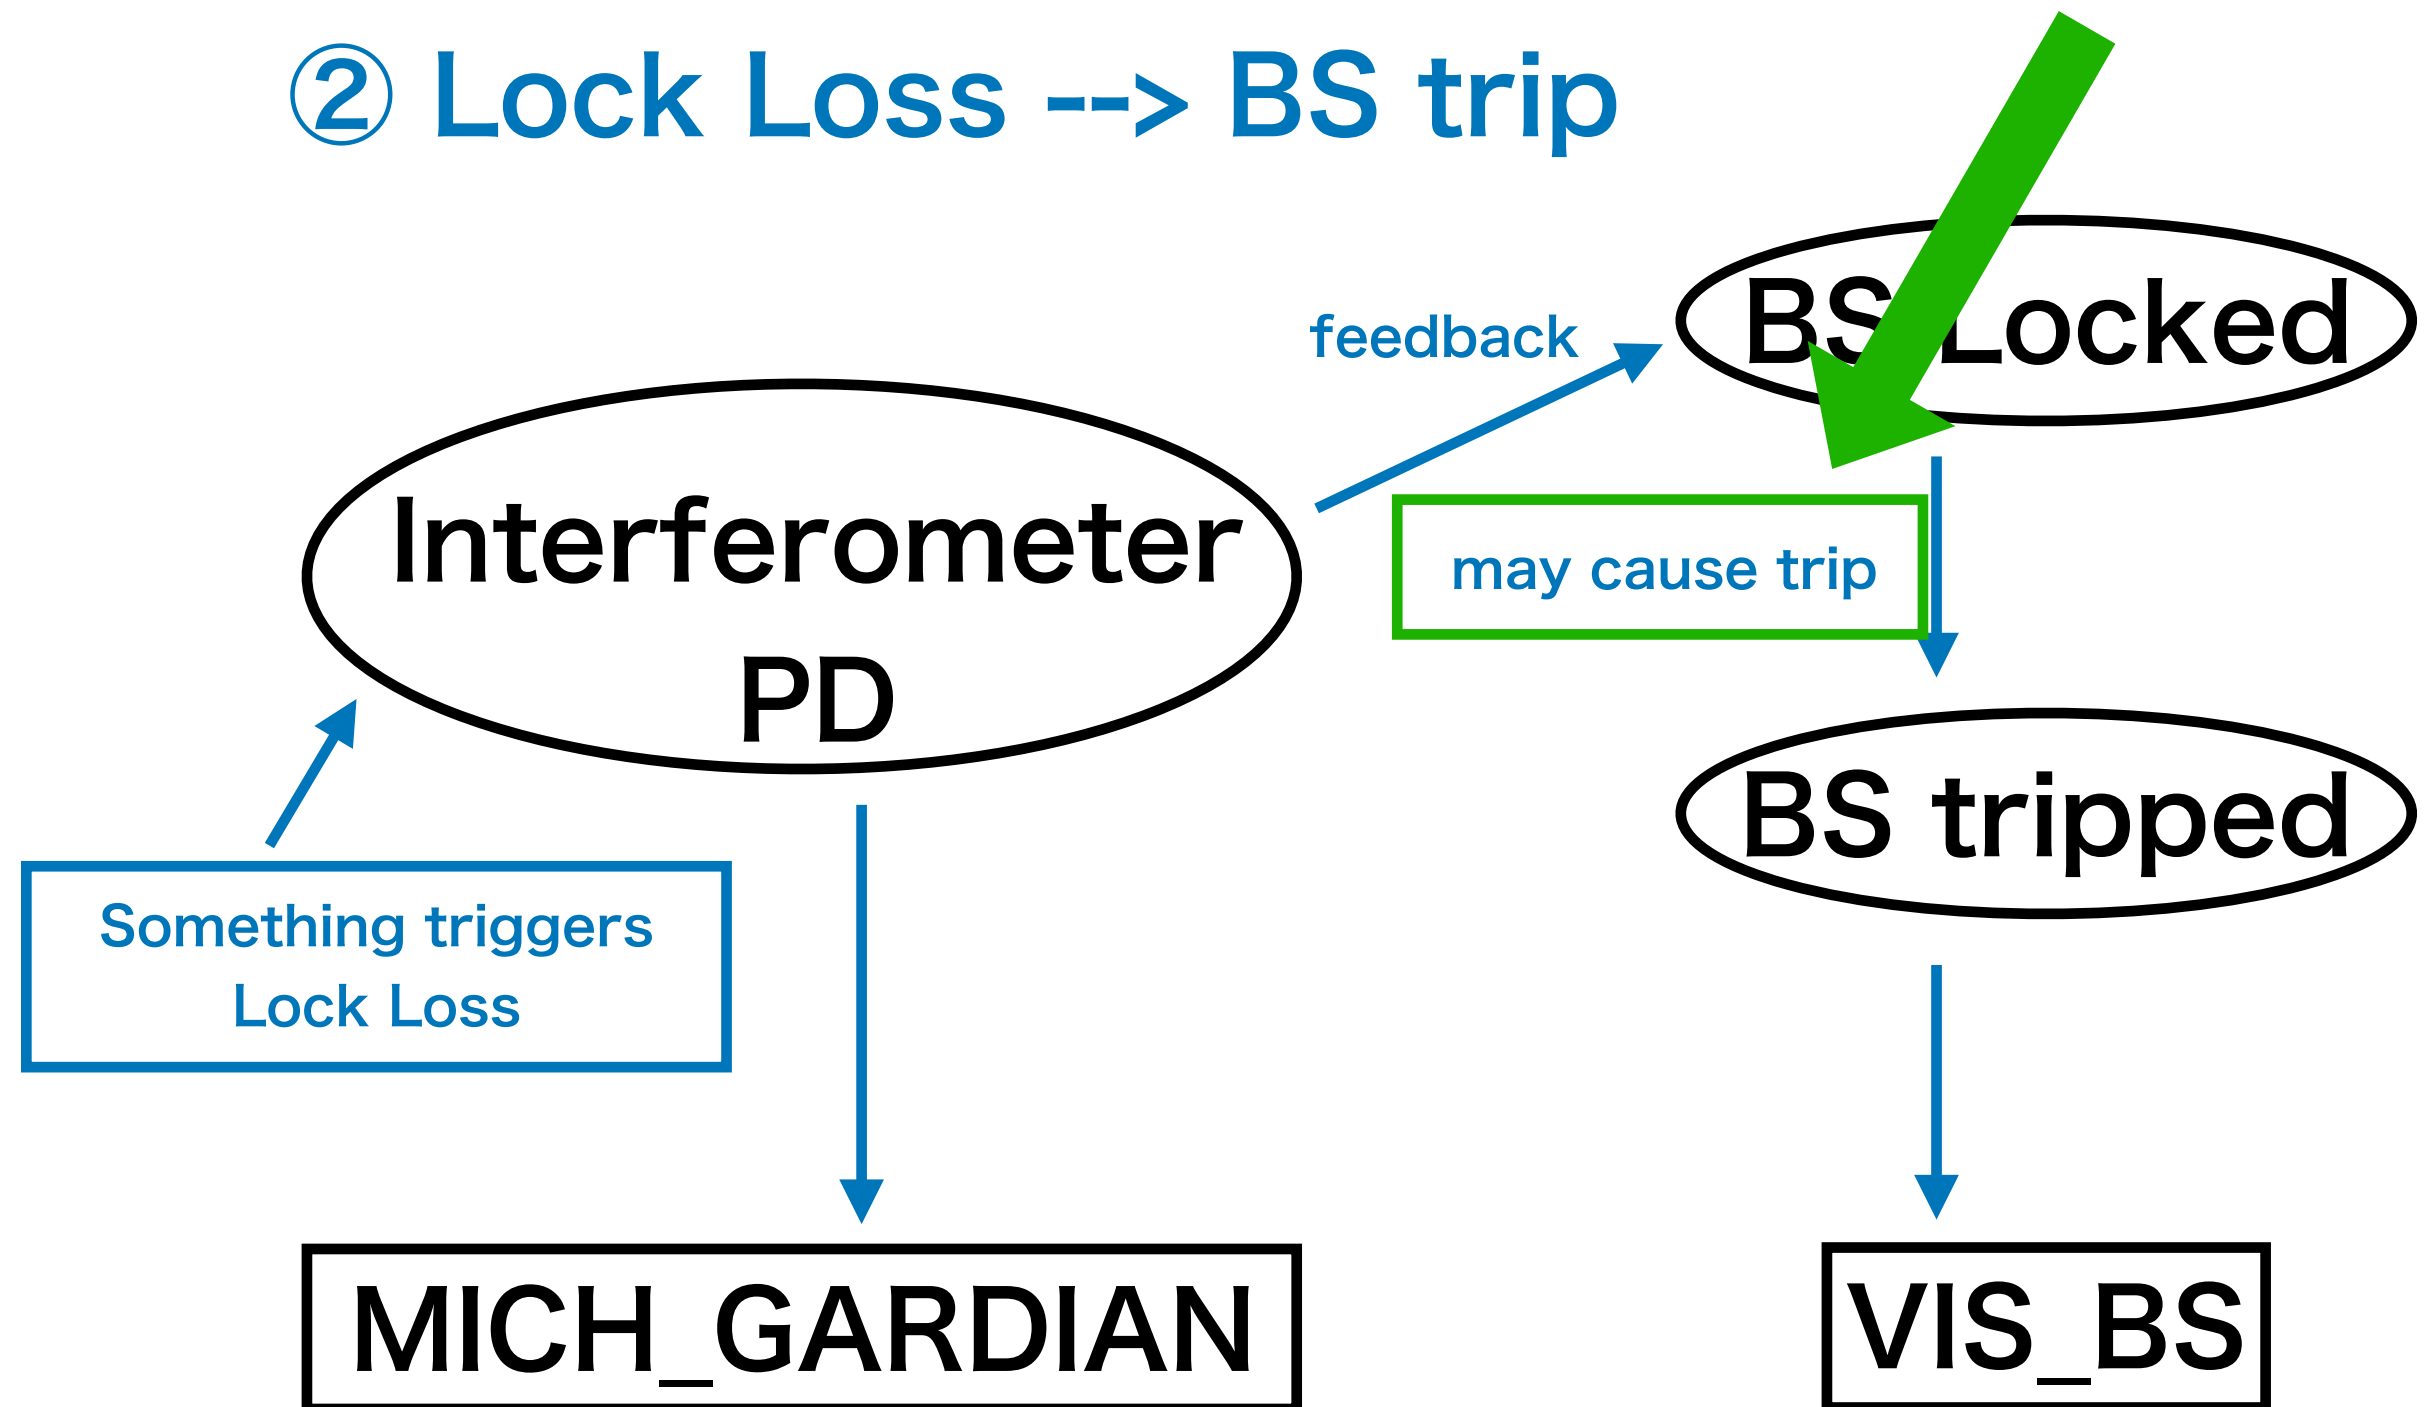 ② Lock Loss --> BS trip
feedback
BS Locked
Interferometer
PD
may cause trip
BS tripped
Something triggers
Lock Loss
MICH_GARDIAN
VIS_BS